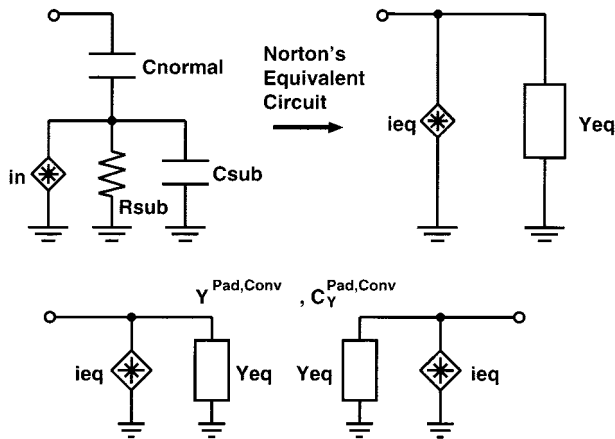 Cnormal
Norton's
Equivalent
Circuit
in
Rsub
Csub
ieq
Yeq
Y^Pad,Conv , C_Y^Pad,Conv
ieq
Yeq
Yeq
ieq